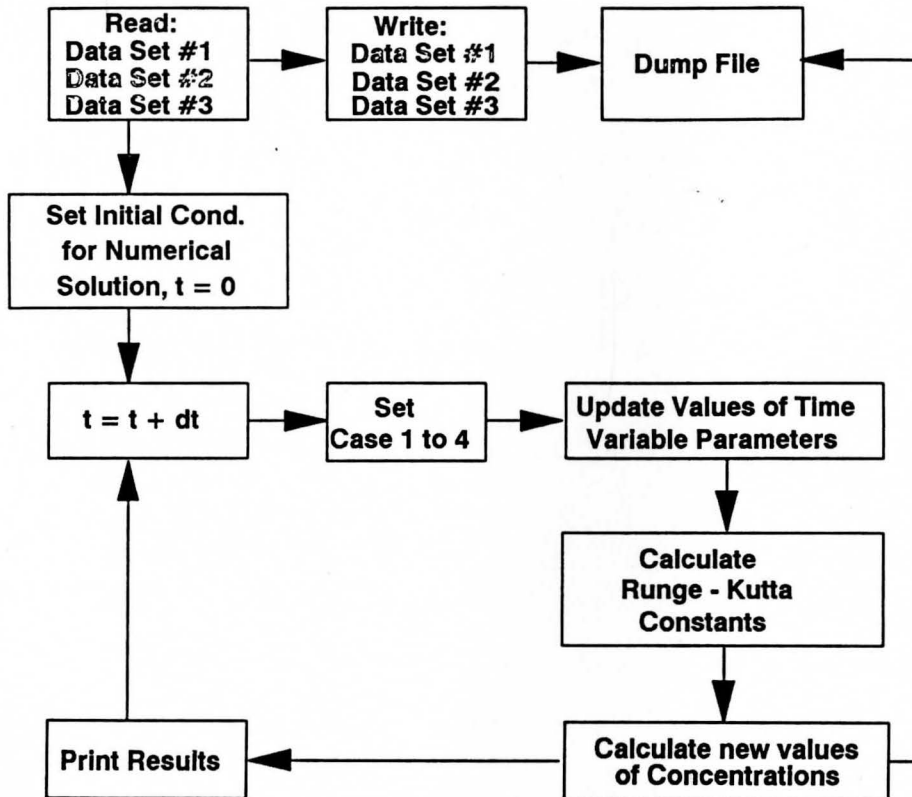 Read:
Data Set #1
Data Set #2
Data Set #3
Write:
Data Set #1
Data Set #2
Data Set #3
Dump File
Set Initial Cond.
for Numerical
Solution, t = 0
t = t + dt
Set
Case 1 to 4
Update Values of Time
Variable Parameters
Calculate
Runge - Kutta
Constants
Print Results
Calculate new values
of Concentrations